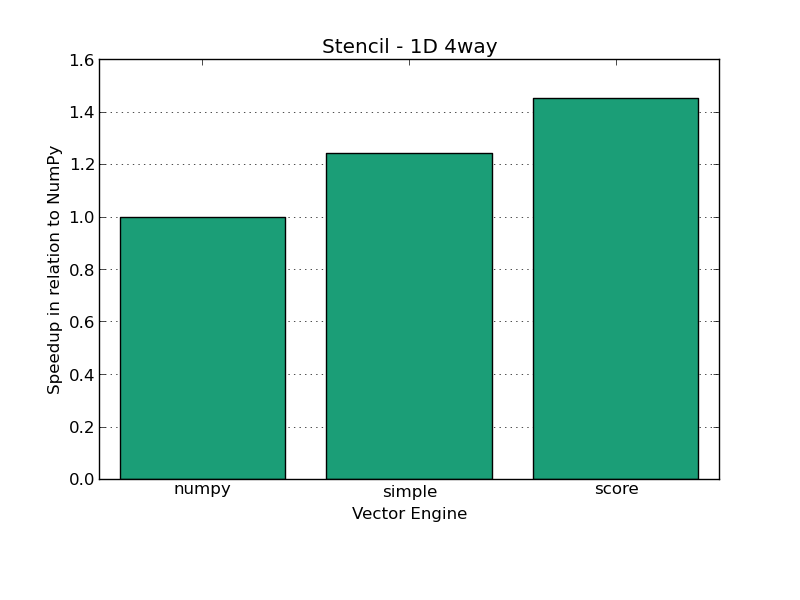 Stencil - 1D 4way
Speedup in relation to NumPy
1.6
1.4
1.2
1.0
0.8
0.6
0.4
0.2
0.0
numpy simple score
Vector Engine